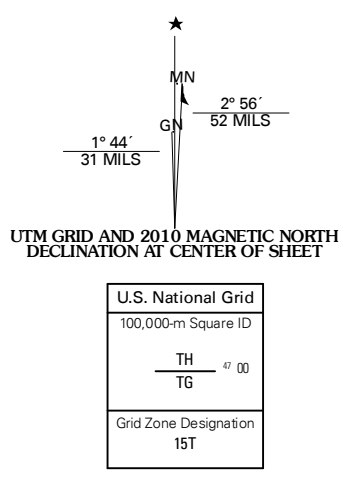 ★
MN
GN
2° 56´
52 MILS
1° 44´
31 MILS
UTM GRID AND 2010 MAGNETIC NORTH
DECLINATION AT CENTER OF SHEET
U.S. National Grid
100,000-m Square ID
TH
47 00
TG
Grid Zone Designation
15T